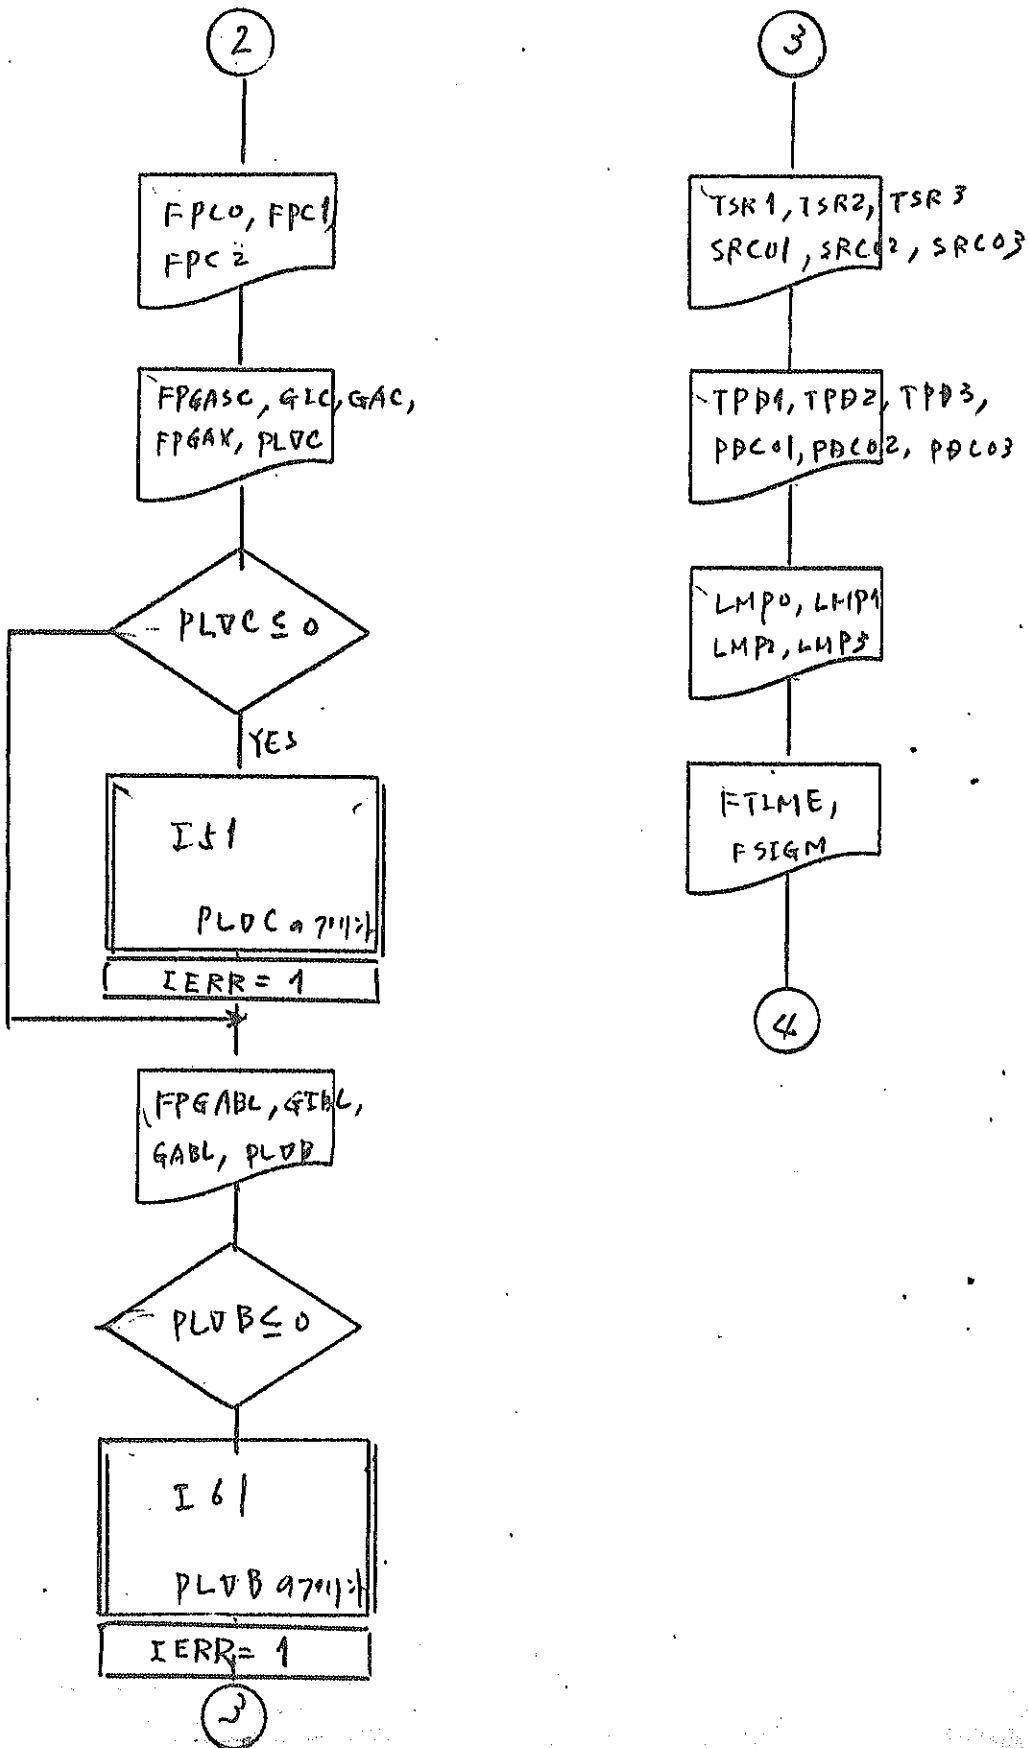 2
FPC0, FPC1,
FPC2
FPGASC, GIC, GAC,
FPGAX, PLVC
PLVC ≦ 0
YES
I51
PLVC
IERR = 1
FPGABL, GIBL,
GABL, PLVB
PLVB ≦ 0
I61
PLVB
IERR = 1
3
3
TSR1, TSR2, TSR3
SRC01, SRC02, SRC03
TPD1, TPD2, TPD3,
PDC01, PDC02, PDC03
LMP0, LMP1
LMP2, LMP3
FTIME,
FSIGM
4